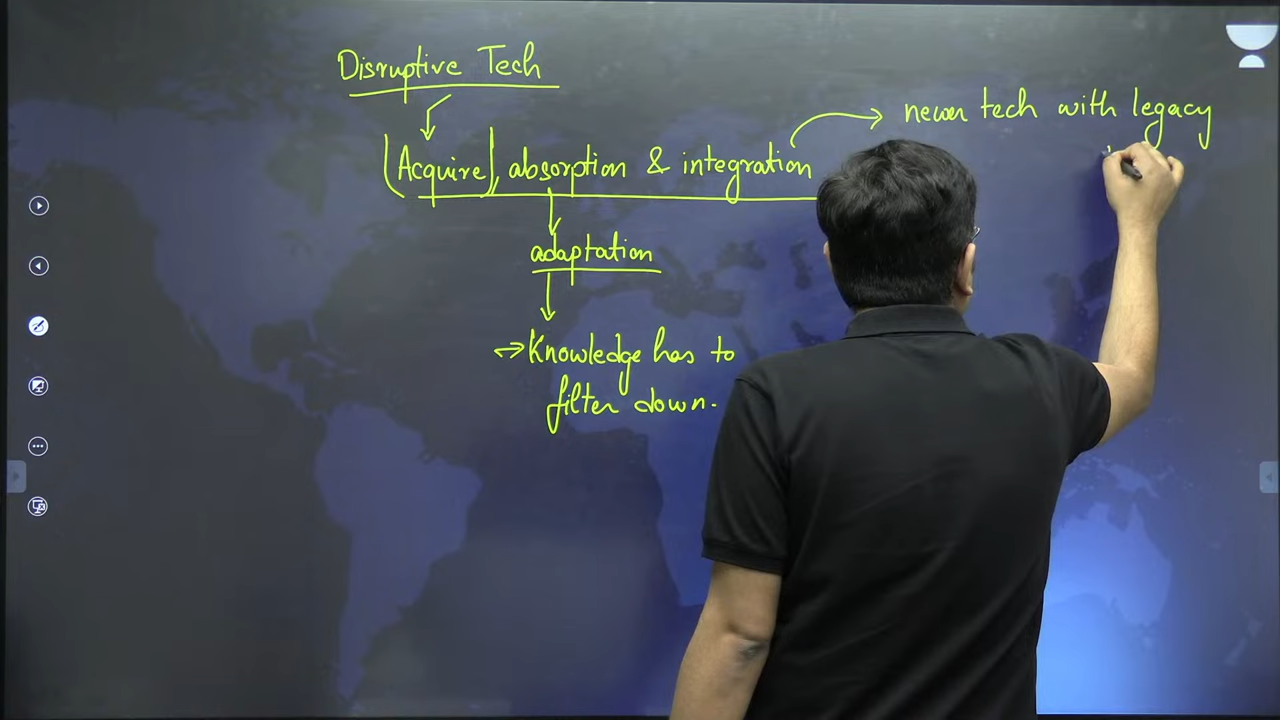 Disruptive Tech
newer tech with legacy
(Acquire), absorption & integration
adaptation
Knowledge has to
filter down.